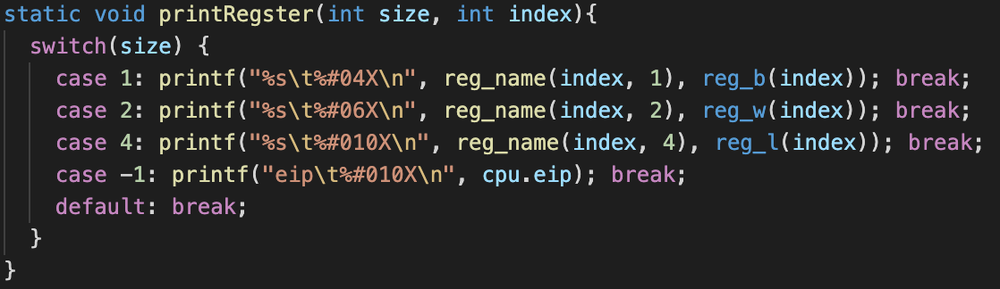 static void printRegster(int size, int index){
  switch(size) {
    case 1: printf("%s\t%#04X\n", reg_name(index, 1), reg_b(index)); break;
    case 2: printf("%s\t%#06X\n", reg_name(index, 2), reg_w(index)); break;
    case 4: printf("%s\t%#010X\n", reg_name(index, 4), reg_l(index)); break;
    case -1: printf("eip\t%#010X\n", cpu.eip); break;
    default: break;
  }
}